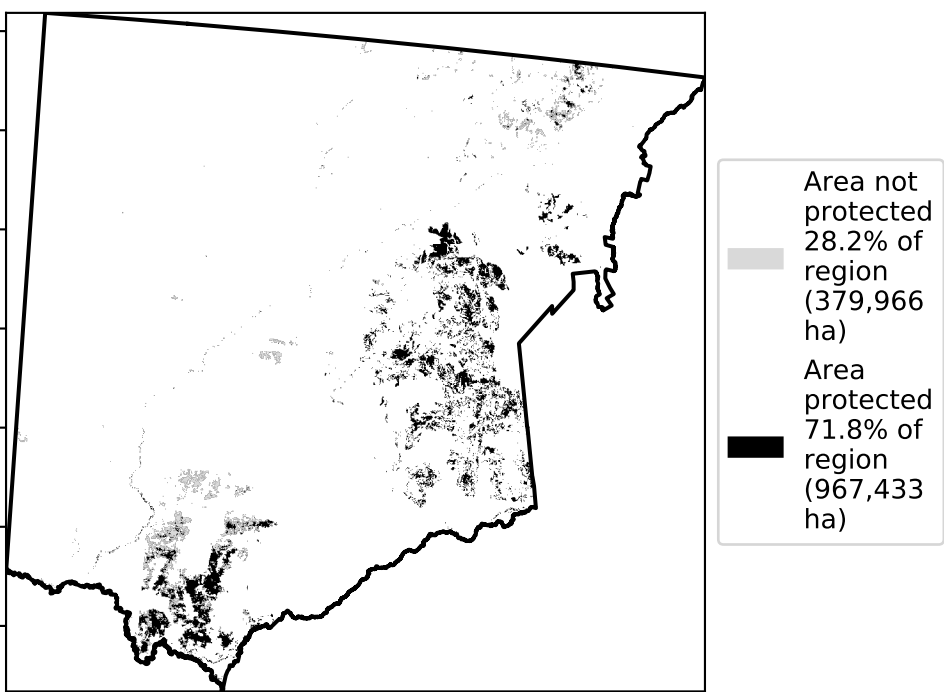 Area not
protected
28.2% of
region
(379,966
ha)
Area
protected
71.8% of
region
(967,433
ha)